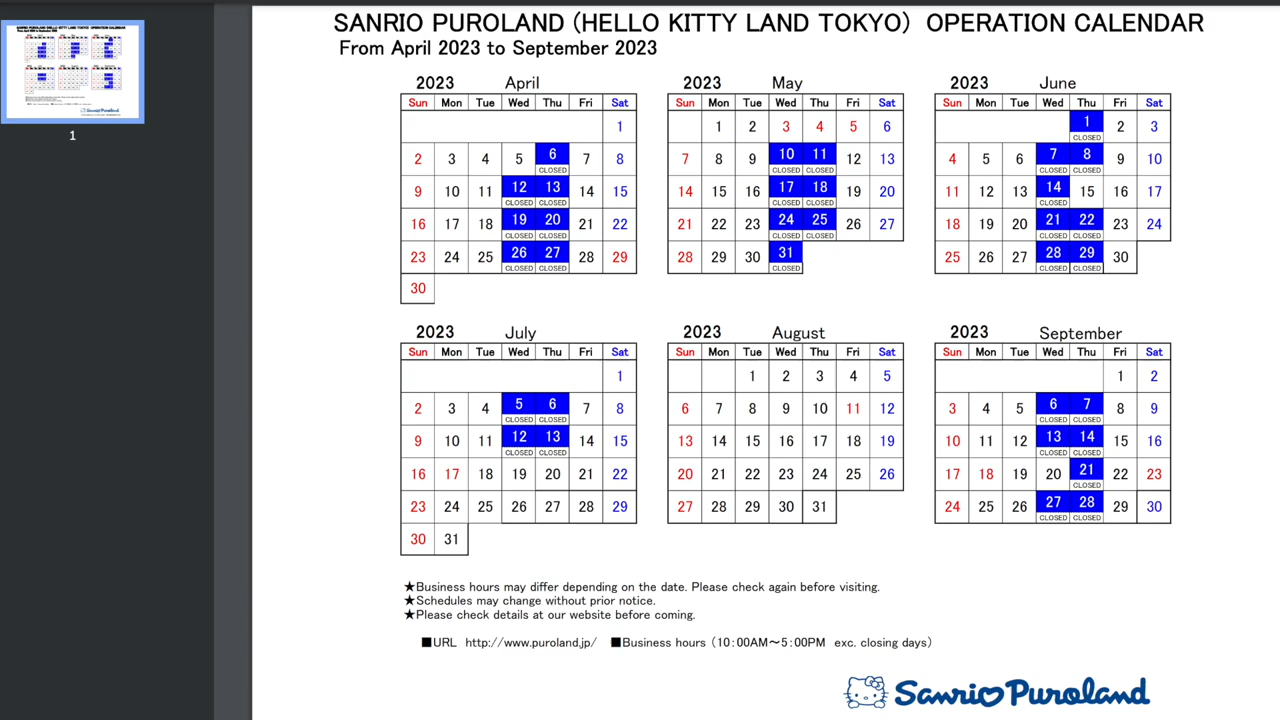 SANRIO PUROLAND (HELLO KITTY LAND TOKYO) OPERATION CALENDAR
From April 2023 to September 2023
2023 April
Sun Mon Tue Wed Thu Fri Sat
1
2 3 4 5 6 7 8
CLOSED
9 10 11 12 13 14 15
CLOSED CLOSED
16 17 18 19 20 21 22
CLOSED CLOSED
23 24 25 26 27 28 29
CLOSED CLOSED
30
2023 May
Sun Mon Tue Wed Thu Fri Sat
1 2 3 4 5 6
7 8 9 10 11 12 13
CLOSED CLOSED
14 15 16 17 18 19 20
CLOSED CLOSED
21 22 23 24 25 26 27
CLOSED CLOSED
28 29 30 31
CLOSED
2023 June
Sun Mon Tue Wed Thu Fri Sat
1 2 3
CLOSED
4 5 6 7 8 9 10
CLOSED CLOSED
11 12 13 14 15 16 17
CLOSED
18 19 20 21 22 23 24
CLOSED CLOSED
25 26 27 28 29 30
CLOSED CLOSED
2023 July
Sun Mon Tue Wed Thu Fri Sat
1
2 3 4 5 6 7 8
CLOSED CLOSED
9 10 11 12 13 14 15
CLOSED CLOSED
16 17 18 19 20 21 22
23 24 25 26 27 28 29
30 31
2023 August
Sun Mon Tue Wed Thu Fri Sat
1 2 3 4 5
6 7 8 9 10 11 12
13 14 15 16 17 18 19
20 21 22 23 24 25 26
27 28 29 30 31
2023 September
Sun Mon Tue Wed Thu Fri Sat
1 2
3 4 5 6 7 8 9
CLOSED CLOSED
10 11 12 13 14 15 16
CLOSED CLOSED
17 18 19 20 21 22 23
CLOSED
24 25 26 27 28 29 30
CLOSED CLOSED
★Business hours may differ depending on the date. Please check again before visiting.
★Schedules may change without prior notice.
★Please check details at our website before coming.
■URL http://www.puroland.jp/ ■Business hours (10:00AM～5:00PM exc. closing days)
Sanrio Puroland
1